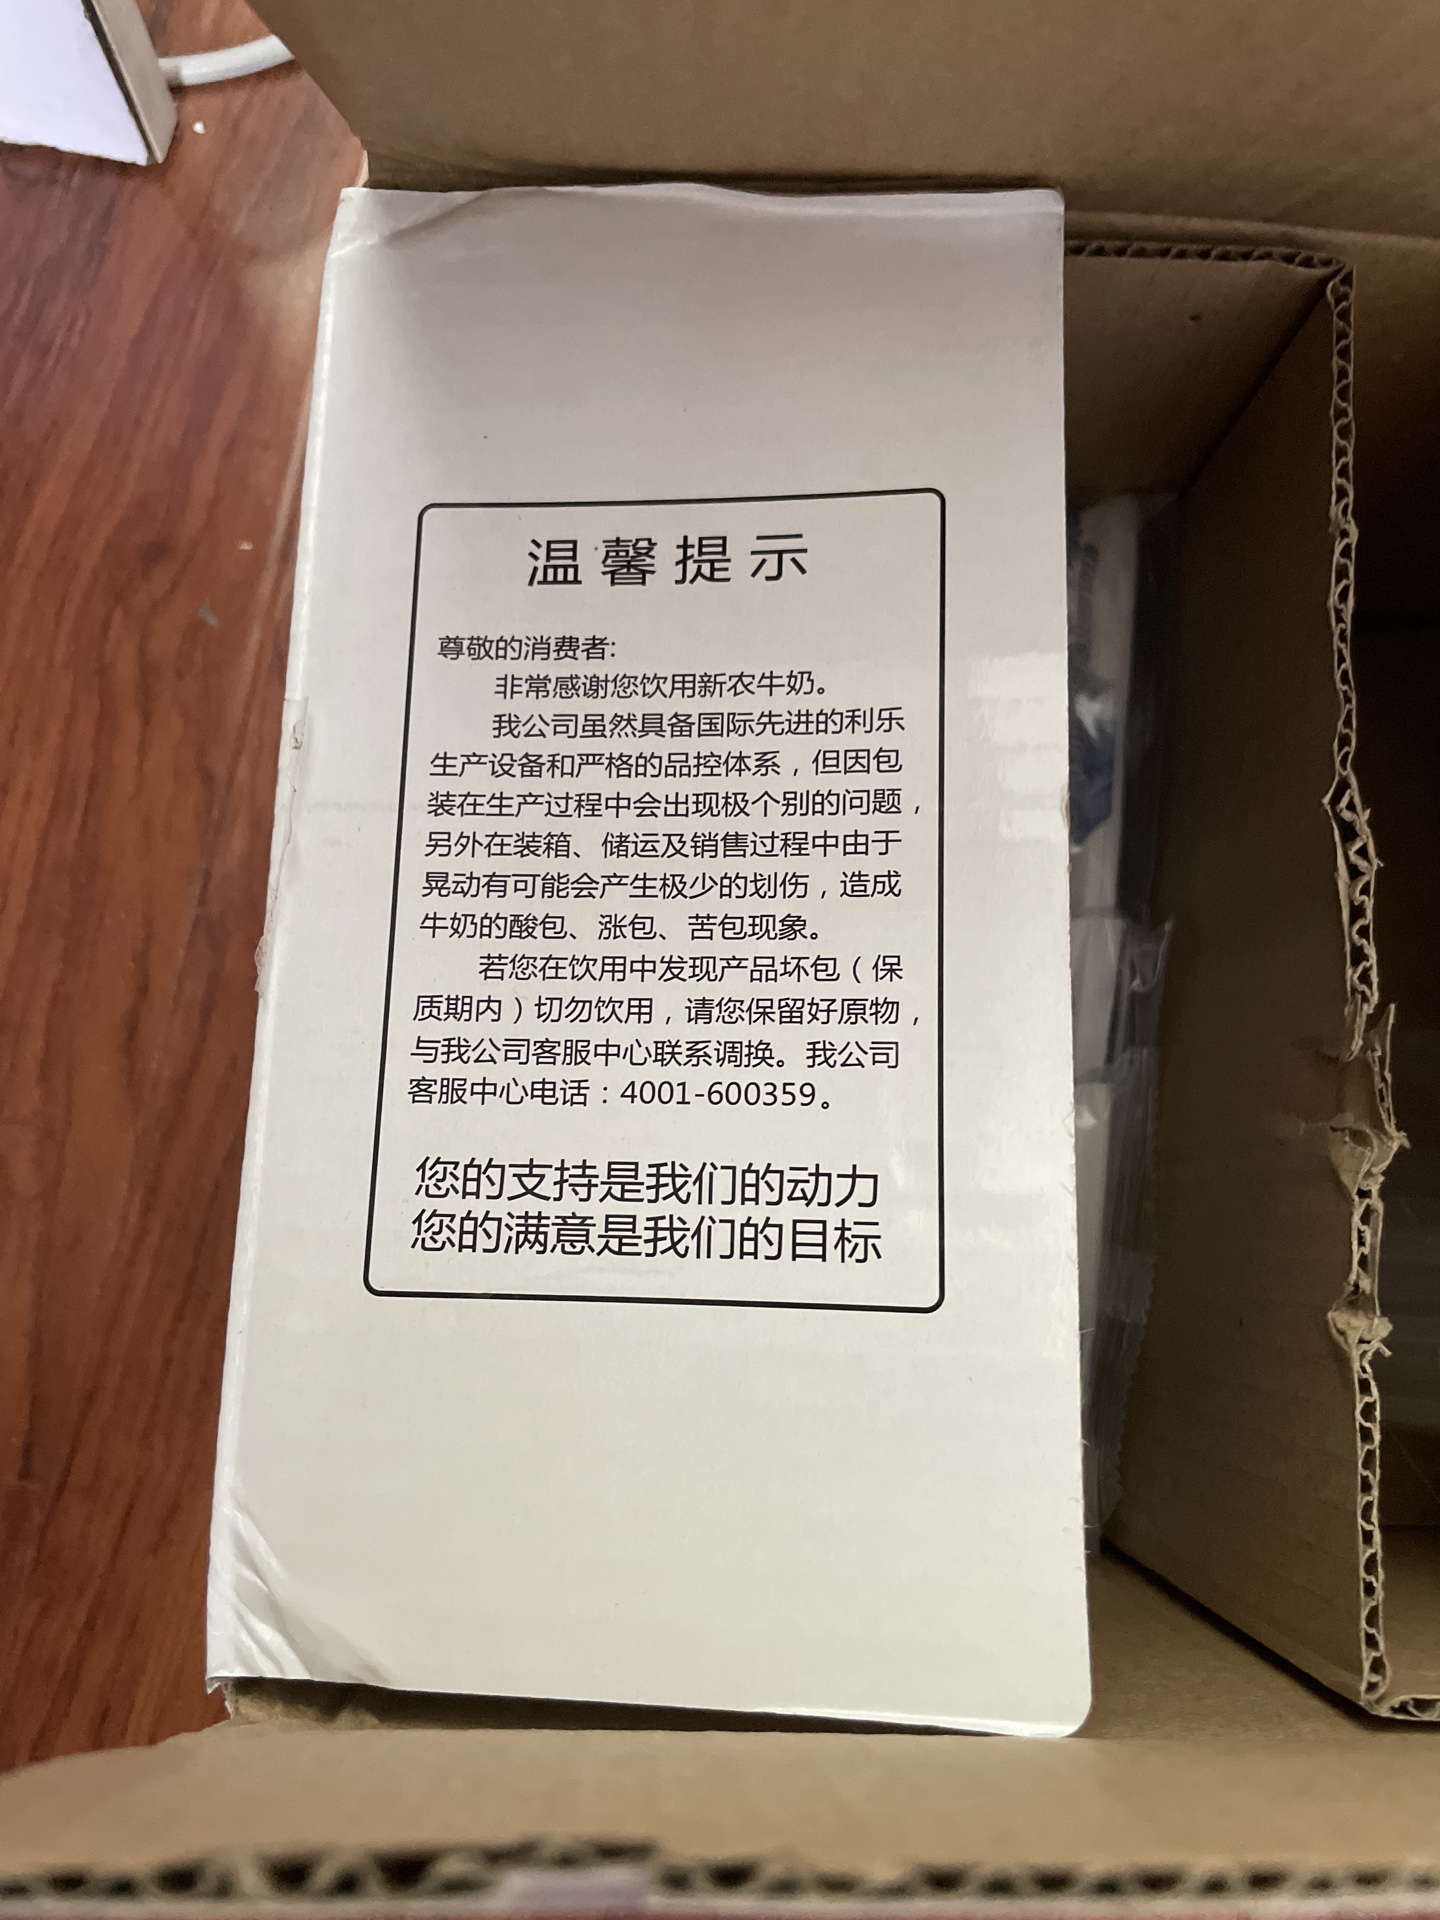 温馨提示
尊敬的消费者:
非常感谢您饮用新农牛奶。
我公司虽然具备国际先进的利乐
生产设备和严格的品控体系，但因包
装在生产过程中会出现极个别的问题，
另外在装箱、储运及销售过程中由于
晃动有可能会产生极少的划伤，造成
牛奶的酸包、涨包、苦包现象。
若您在饮用中发现产品坏包（保
质期内）切勿饮用，请您保留好原物，
与我公司客服中心联系调换。我公司
客服中心电话：4001-600359。
您的支持是我们的动力
您的满意是我们的目标